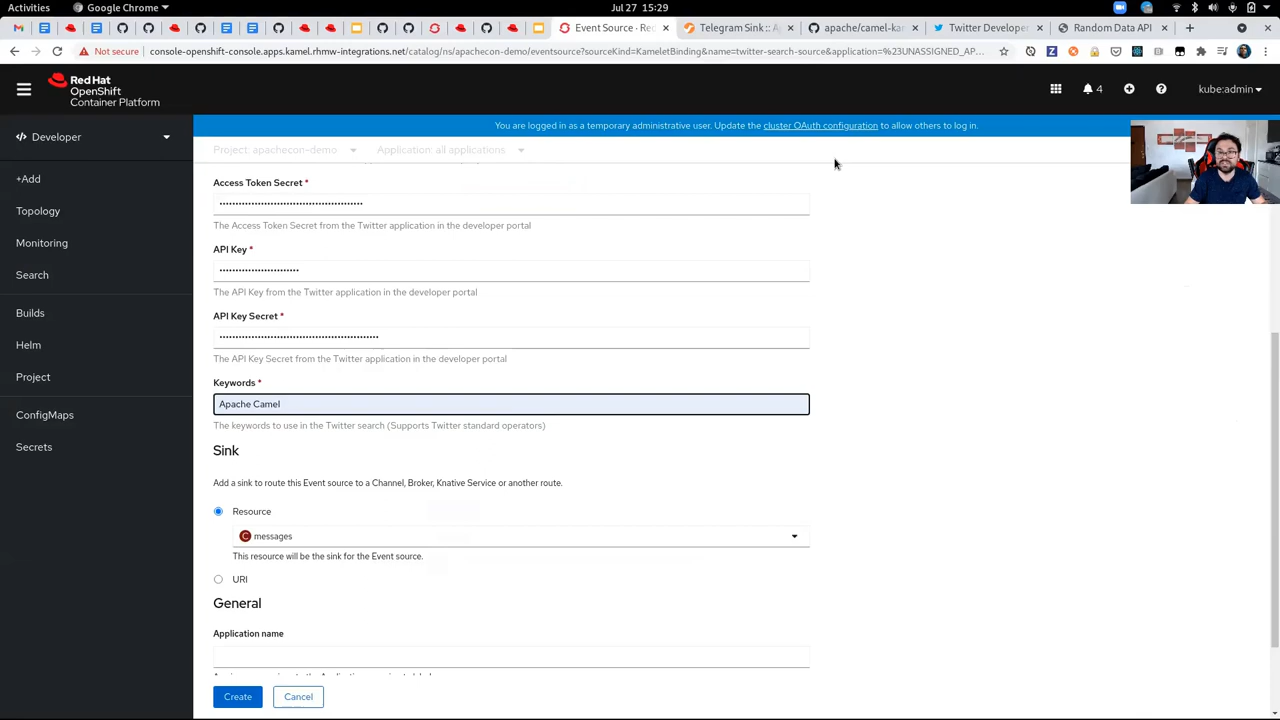 Activities
Google Chrome
Jul 27 15:29
Event Source · Re
Telegram Sink :: A
apache/camel-ka
Twitter Developer
Random Data API
Not secure
console-openshift-console.apps.kamel.rhmw-integrations.net/catalog/ns/apachecon-demo/eventsource?sourceKind=KameletBinding&name=twitter-search-source&application=%23UNASSIGNED_AP...
Red Hat
OpenShift
Container Platform
4
kube:admin
You are logged in as a temporary administrative user. Update the cluster OAuth configuration to allow others to log in.
Developer
+Add
Topology
Monitoring
Search
Builds
Helm
Project
ConfigMaps
Secrets
Project: apachecon-demo
Application: all applications
Access Token Secret *
The Access Token Secret from the Twitter application in the developer portal
API Key *
The API Key from the Twitter application in the developer portal
API Key Secret *
The API Key Secret from the Twitter application in the developer portal
Keywords *
Apache Camel
The keywords to use in the Twitter search (Supports Twitter standard operators)
Sink
Add a sink to route this Event source to a Channel, Broker, Knative Service or another route.
Resource
C messages
This resource will be the sink for the Event source.
URI
General
Application name
Create
Cancel